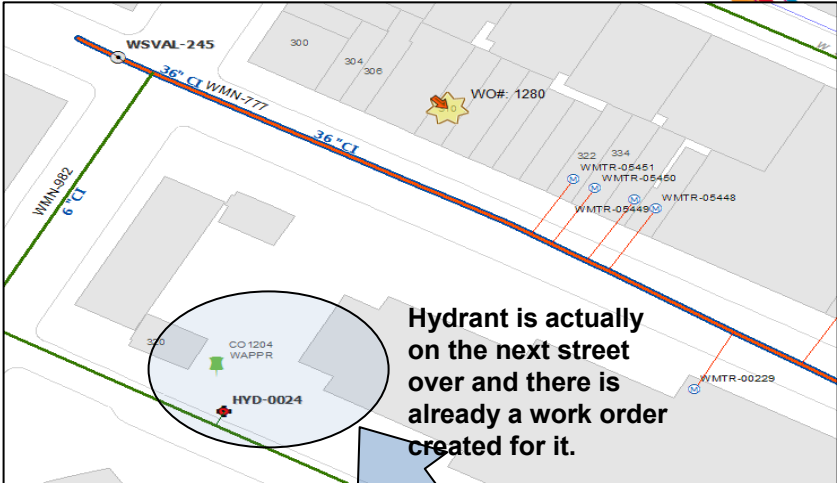 WSVAL-245
36" CI
WMN-777
36 "CI
300
304
306
WO#: 1280
322
334
WMTR-05451
WMTR-05450
WMTR-05449
WMTR-05448
WMN-982
6 "CI
320
CO1204
WAPPR
HYD-0024
WMTR-00229
Hydrant is actually
on the next street
over and there is
already a work order
created for it.
W